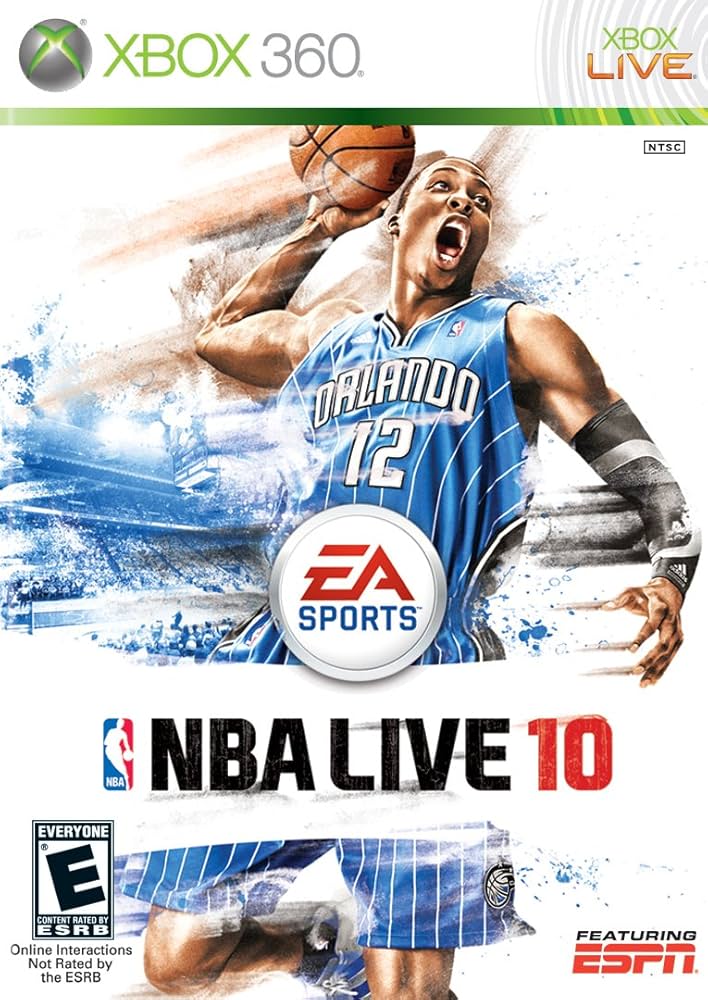 XBOX 360
XBOX
LIVE
NTSC
ORLANDO
12
EA
SPORTS
NBA
NBA LIVE 10
EVERYONE
E
CONTENT RATED BY
ESRB
Online Interactions
Not Rated by
the ESRB
FEATURING
ESPN